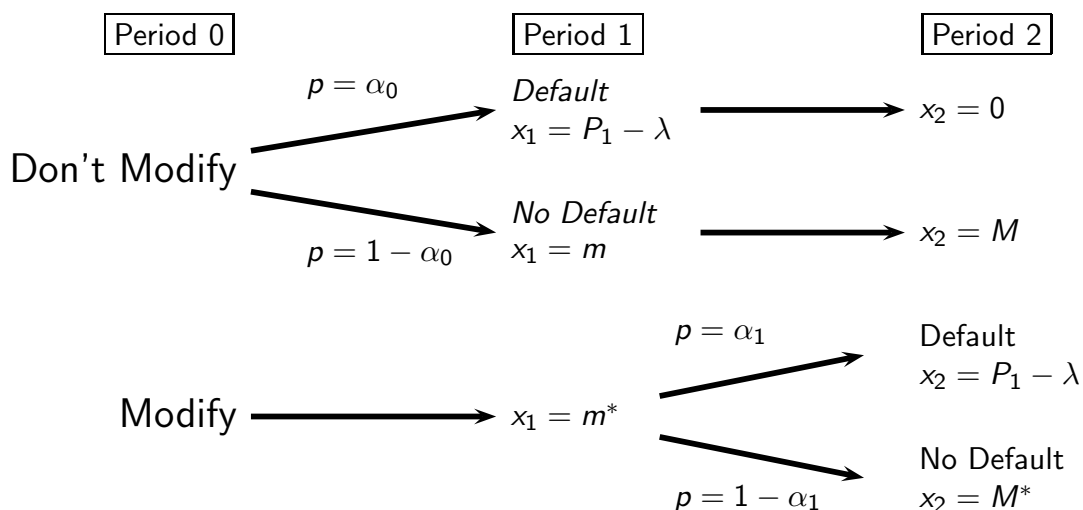 Period 0
Period 1
Period 2
p = α₀
Default
x₁ = P₁ − λ
x₂ = 0
Don't Modify
No Default
x₁ = m
x₂ = M
p = 1 − α₀
p = α₁
Default
x₂ = P₁ − λ
Modify
x₁ = m*
No Default
x₂ = M*
p = 1 − α₁